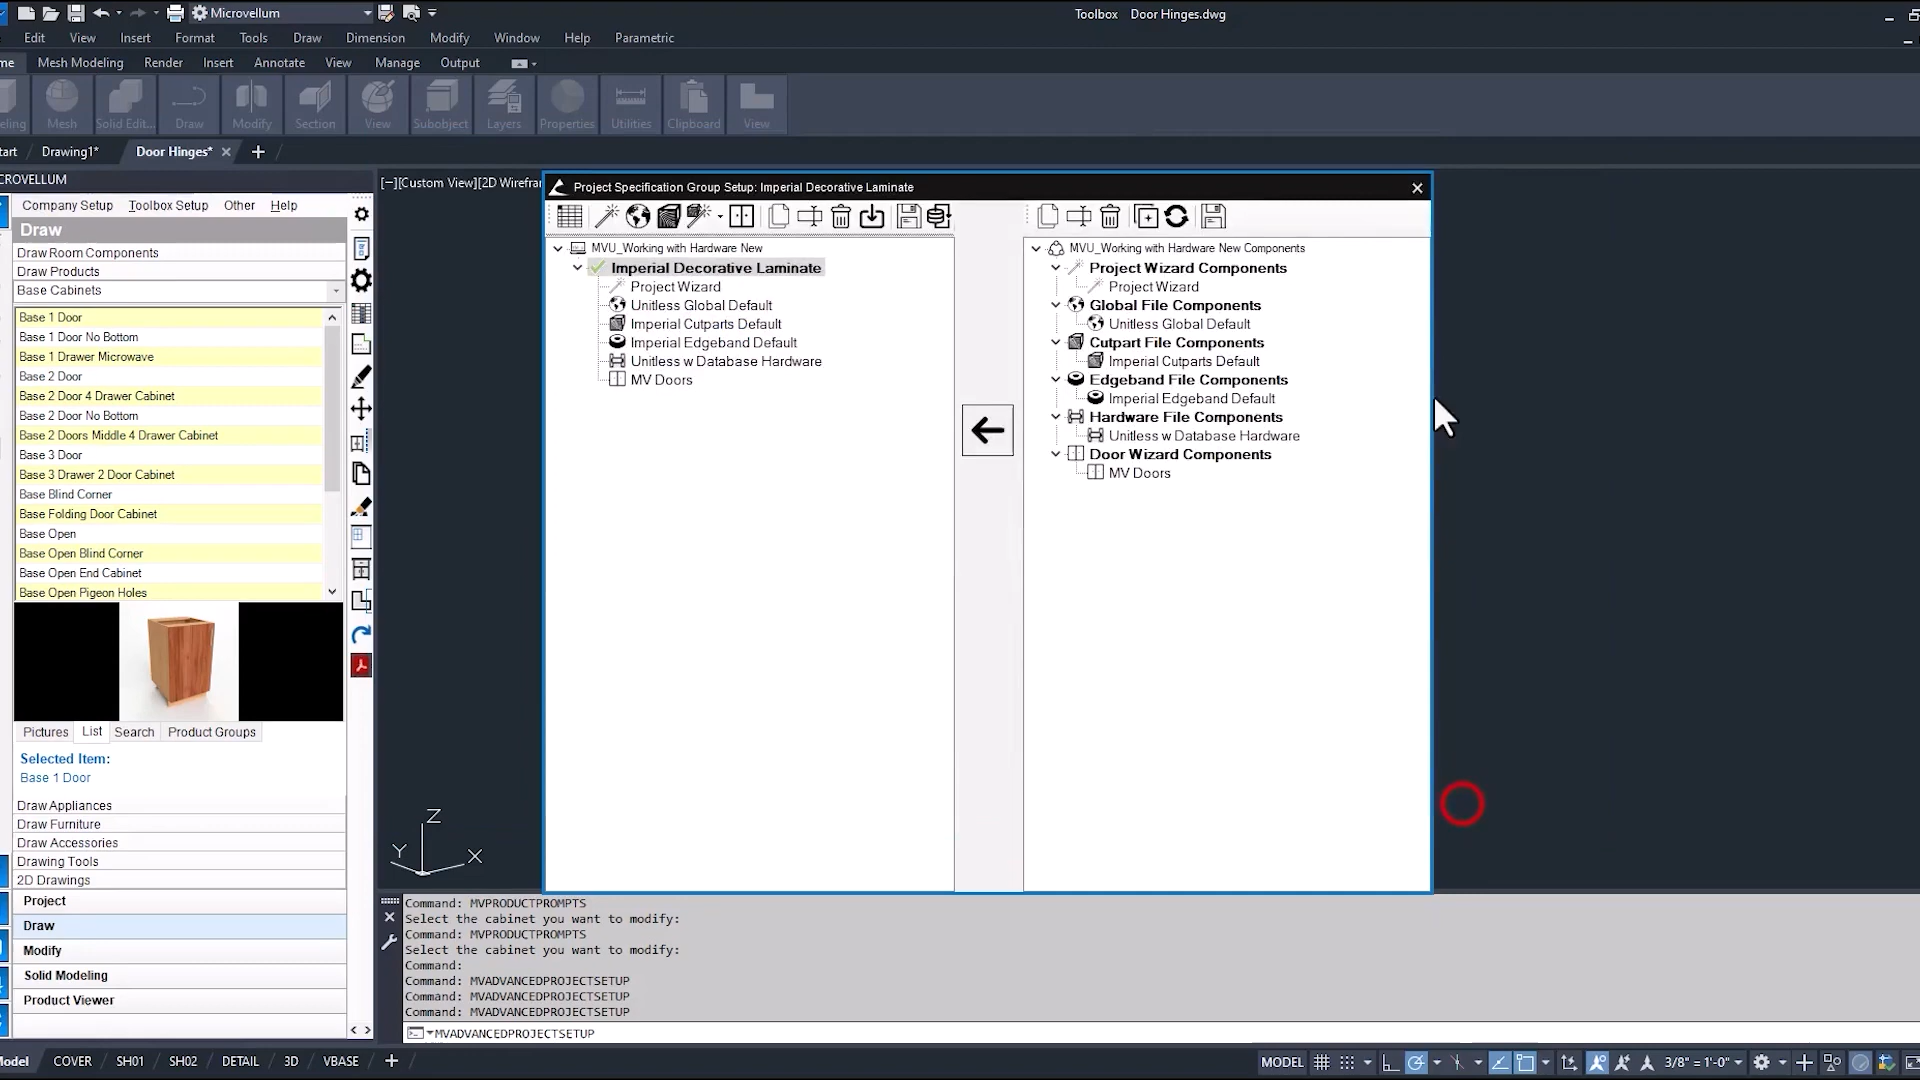 Microvellum
Toolbox Door Hinges.dwg
Edit View Insert Format Tools Draw Dimension Modify Window Help Parametric
me Mesh Modeling Render Insert Annotate View Manage Output
eling Mesh Solid Edit... Draw Modify Section View Subobject Layers Properties Utilities Clipboard View
tart Drawing1* Door Hinges*
CROVELLUM
Company Setup Toolbox Setup Other Help
Draw
Draw Room Components
Draw Products
Base Cabinets
Base 1 Door
Base 1 Door No Bottom
Base 1 Drawer Microwave
Base 2 Door
Base 2 Door 4 Drawer Cabinet
Base 2 Door No Bottom
Base 2 Doors Middle 4 Drawer Cabinet
Base 3 Door
Base 3 Drawer 2 Door Cabinet
Base Blind Corner
Base Folding Door Cabinet
Base Open
Base Open Blind Corner
Base Open End Cabinet
Base Open Pigeon Holes
Pictures List Search Product Groups
Selected Item:
Base 1 Door
Draw Appliances
Draw Furniture
Draw Accessories
Drawing Tools
2D Drawings
Project
Draw
Modify
Solid Modeling
Product Viewer
[−][Custom View][2D Wirefra
Project Specification Group Setup: Imperial Decorative Laminate
MVU_Working with Hardware New
Imperial Decorative Laminate
Project Wizard
Unitless Global Default
Imperial Cutparts Default
Imperial Edgeband Default
Unitless w Database Hardware
MV Doors
MVU_Working with Hardware New Components
Project Wizard Components
Project Wizard
Global File Components
Unitless Global Default
Cutpart File Components
Imperial Cutparts Default
Edgeband File Components
Imperial Edgeband Default
Hardware File Components
Unitless w Database Hardware
Door Wizard Components
MV Doors
Z
Y X
Command: MVPRODUCTPROMPTS
Select the cabinet you want to modify:
Command: MVPRODUCTPROMPTS
Select the cabinet you want to modify:
Command:
Command: MVADVANCEDPROJECTSETUP
Command: MVADVANCEDPROJECTSETUP
Command: MVADVANCEDPROJECTSETUP
MVADVANCEDPROJECTSETUP
Model COVER SH01 SH02 DETAIL 3D VBASE
MODEL 3/8" = 1'-0"